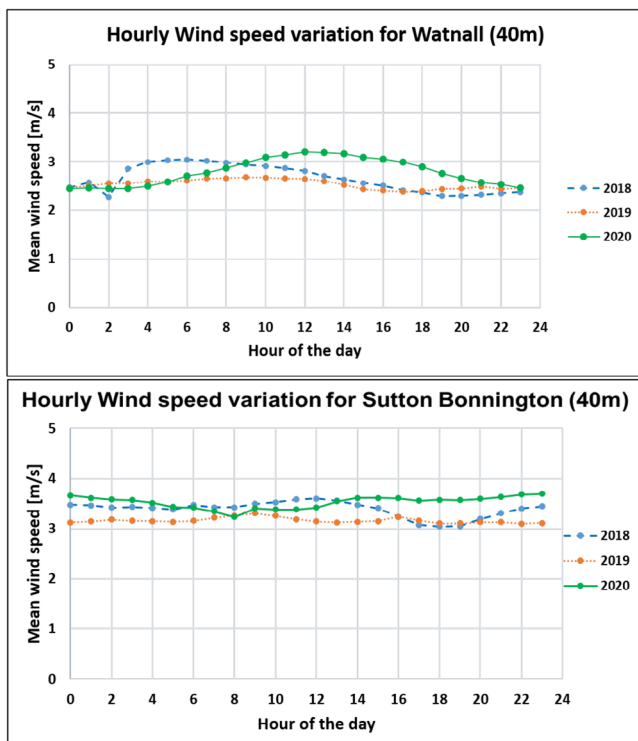 Hourly Wind speed variation for Watnall (40m)
Mean wind speed [m/s]
5
4
3
2
1
0
0 2 4 6 8 10 12 14 16 18 20 22 24
Hour of the day
2018
2019
2020
Hourly Wind speed variation for Sutton Bonnington (40m)
Mean wind speed [m/s]
5
4
3
2
1
0
0 2 4 6 8 10 12 14 16 18 20 22 24
Hour of the day
2018
2019
2020